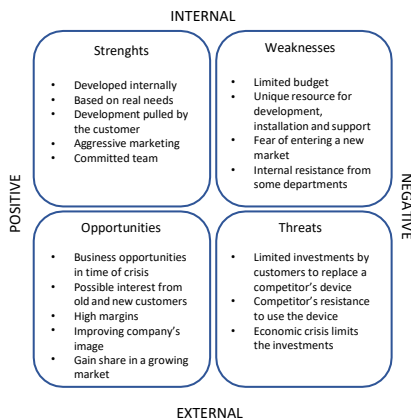 INTERNAL
Strenghts
• Developed internally
• Based on real needs
• Development pulled by
the customer
• Aggressive marketing
• Committed team
Weaknesses
• Limited budget
• Unique resource for
development,
installation and support
• Fear of entering a new
market
• Internal resistance from
some departments
POSITIVE
NEGATIVE
Opportunities
• Business opportunities
in time of crisis
• Possible interest from
old and new customers
• High margins
• Improving company's
image
• Gain share in a growing
market
Threats
• Limited investments by
customers to replace a
competitor's device
• Competitor's resistance
to use the device
• Economic crisis limits
the investments
EXTERNAL